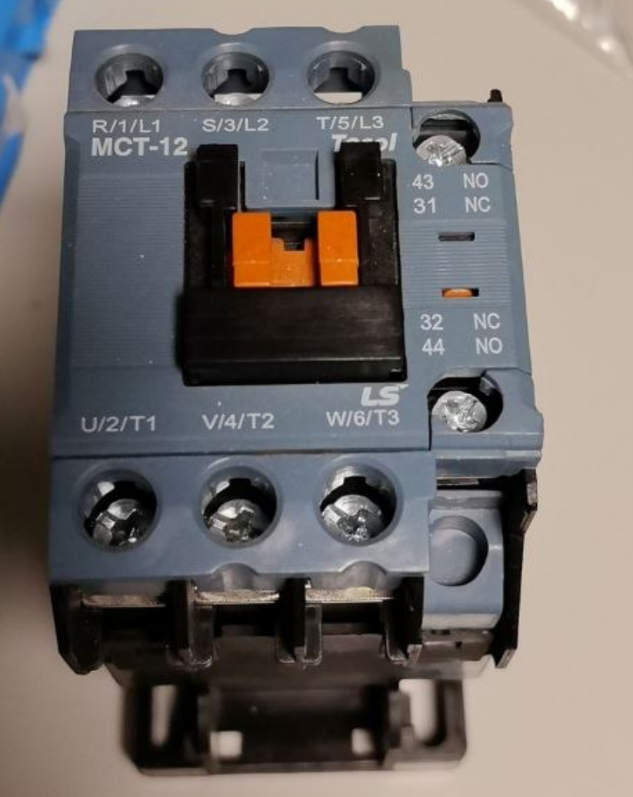 R/1/L1 S/3/L2 T/5/L3
MCT-12
43 NO
31 NC
32 NC
44 NO
LS
U/2/T1 V/4/T2 W/6/T3